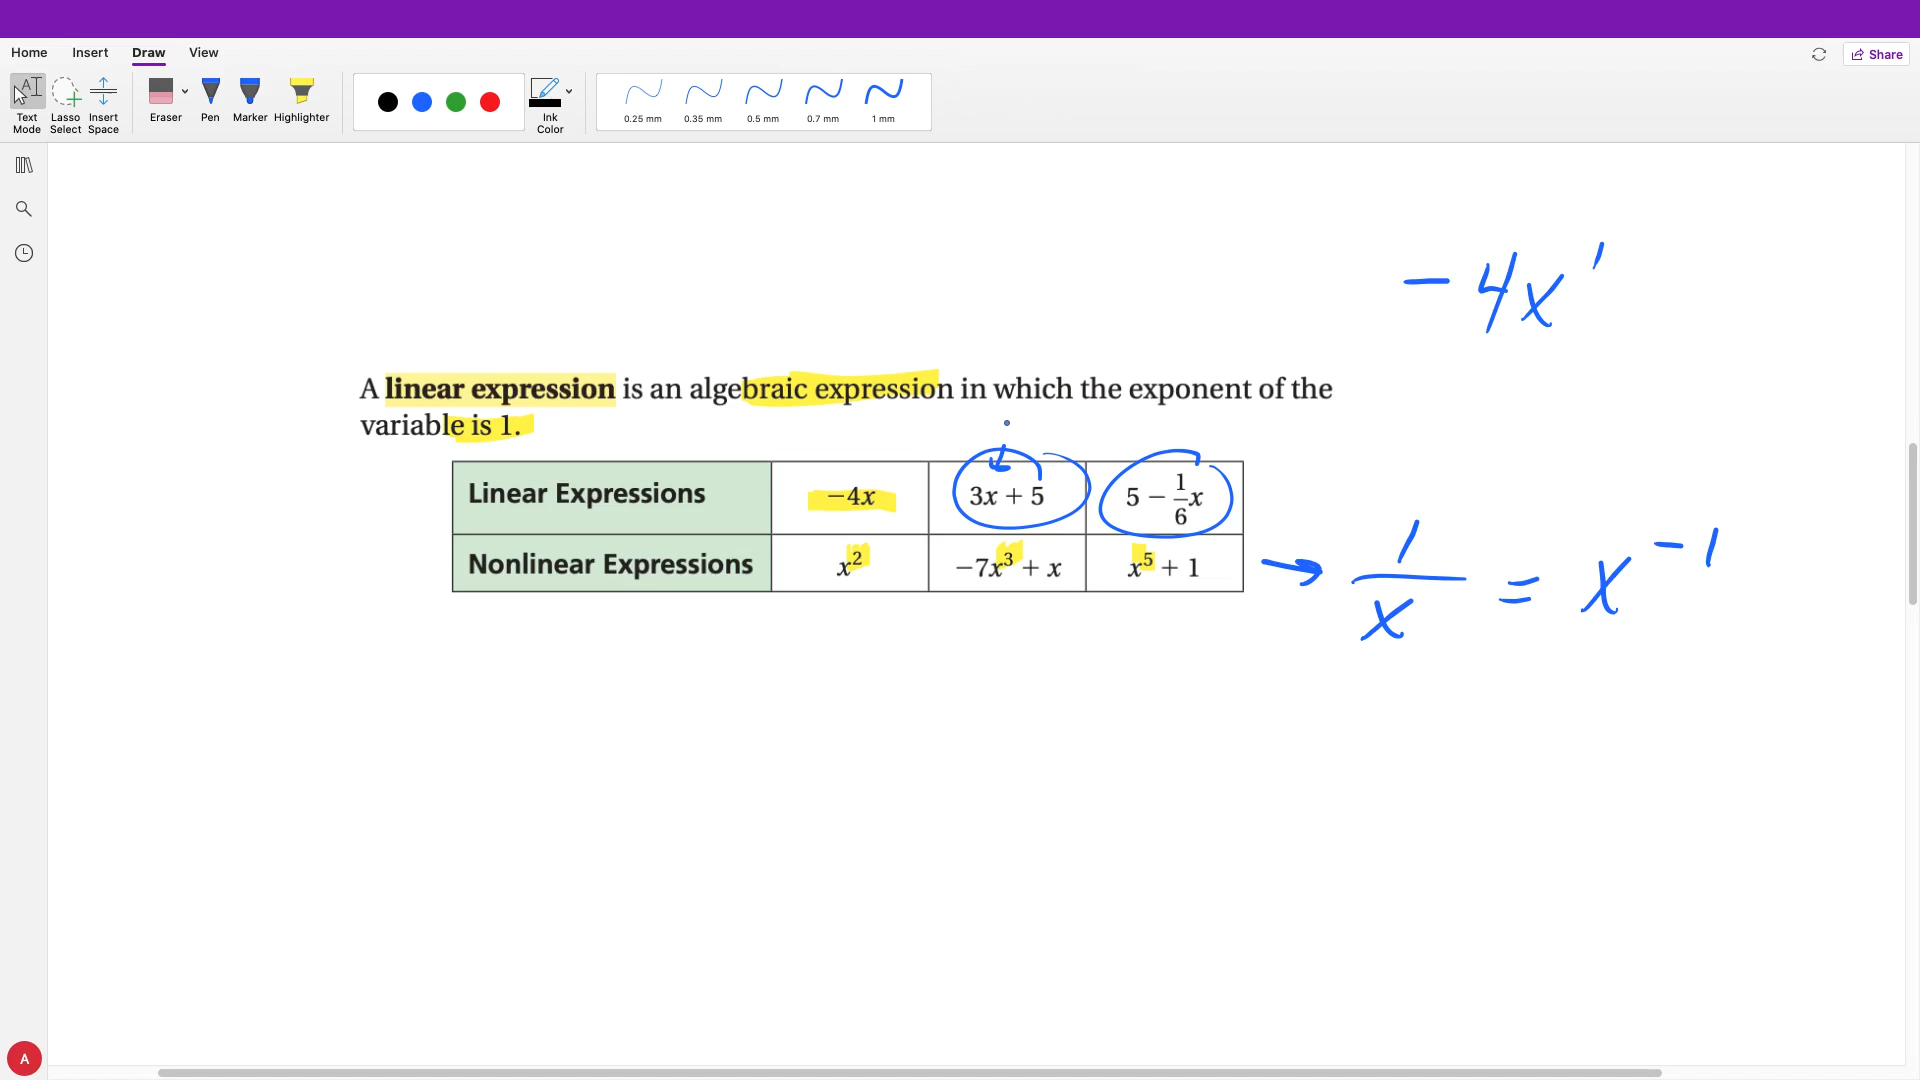 Home Insert Draw View
Share
Text Mode Lasso Select Insert Space Eraser Pen Marker Highlighter Ink Color 0.25 mm 0.35 mm 0.5 mm 0.7 mm 1 mm
-4x¹
A linear expression is an algebraic expression in which the exponent of the
variable is 1.
Linear Expressions −4x 3x + 5 5 − 1/6 x
Nonlinear Expressions x² −7x³ + x x⁵ + 1
→ 1/x = x⁻¹
A